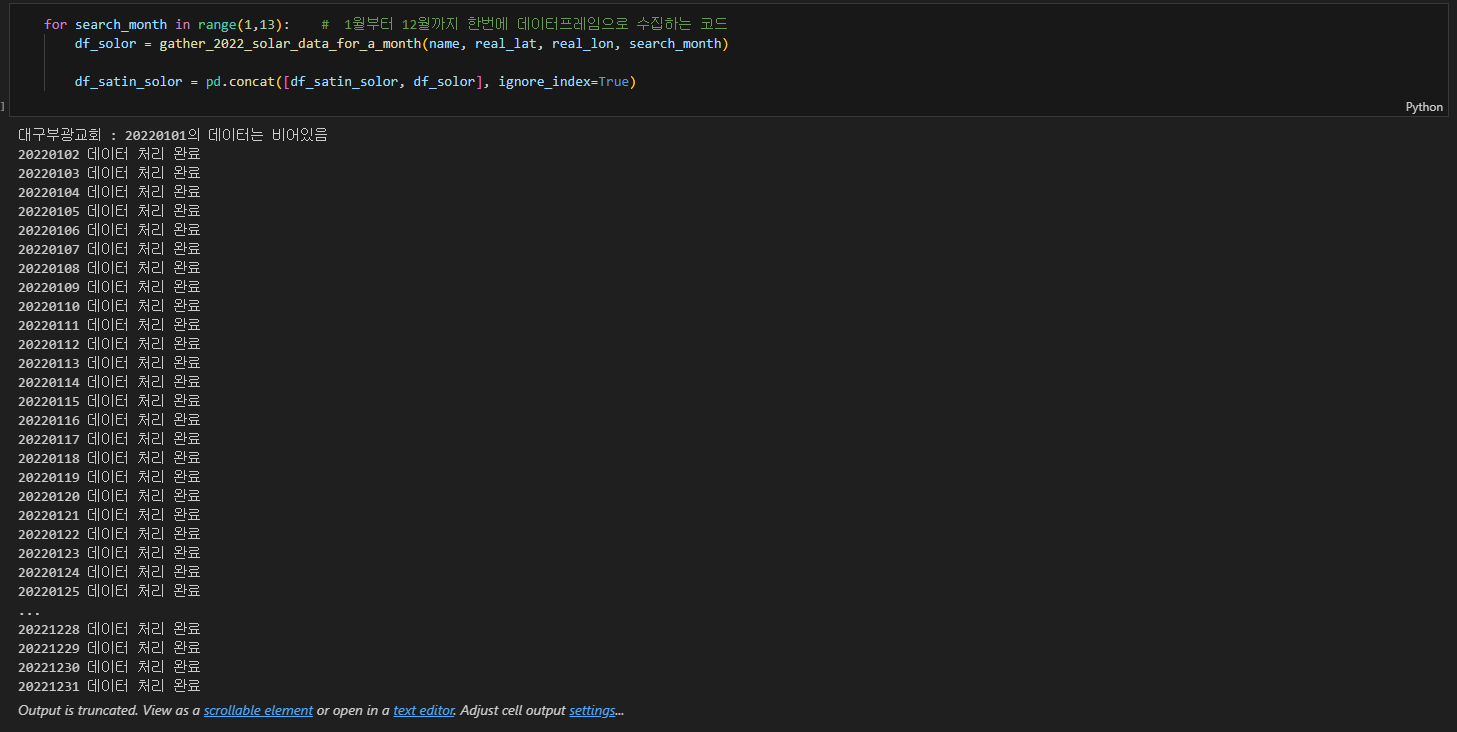 for search_month in range(1,13):    #  1월부터 12월까지 한번에 데이터프레임으로 수집하는 코드
    df_solor = gather_2022_solar_data_for_a_month(name, real_lat, real_lon, search_month)
    df_satin_solor = pd.concat([df_satin_solor, df_solor], ignore_index=True)
]
Python
대구부광교회 : 20220101의 데이터는 비어있음
20220102 데이터 처리 완료
20220103 데이터 처리 완료
20220104 데이터 처리 완료
20220105 데이터 처리 완료
20220106 데이터 처리 완료
20220107 데이터 처리 완료
20220108 데이터 처리 완료
20220109 데이터 처리 완료
20220110 데이터 처리 완료
20220111 데이터 처리 완료
20220112 데이터 처리 완료
20220113 데이터 처리 완료
20220114 데이터 처리 완료
20220115 데이터 처리 완료
20220116 데이터 처리 완료
20220117 데이터 처리 완료
20220118 데이터 처리 완료
20220119 데이터 처리 완료
20220120 데이터 처리 완료
20220121 데이터 처리 완료
20220122 데이터 처리 완료
20220123 데이터 처리 완료
20220124 데이터 처리 완료
20220125 데이터 처리 완료
...
20221228 데이터 처리 완료
20221229 데이터 처리 완료
20221230 데이터 처리 완료
20221231 데이터 처리 완료
Output is truncated. View as a scrollable element or open in a text editor. Adjust cell output settings...